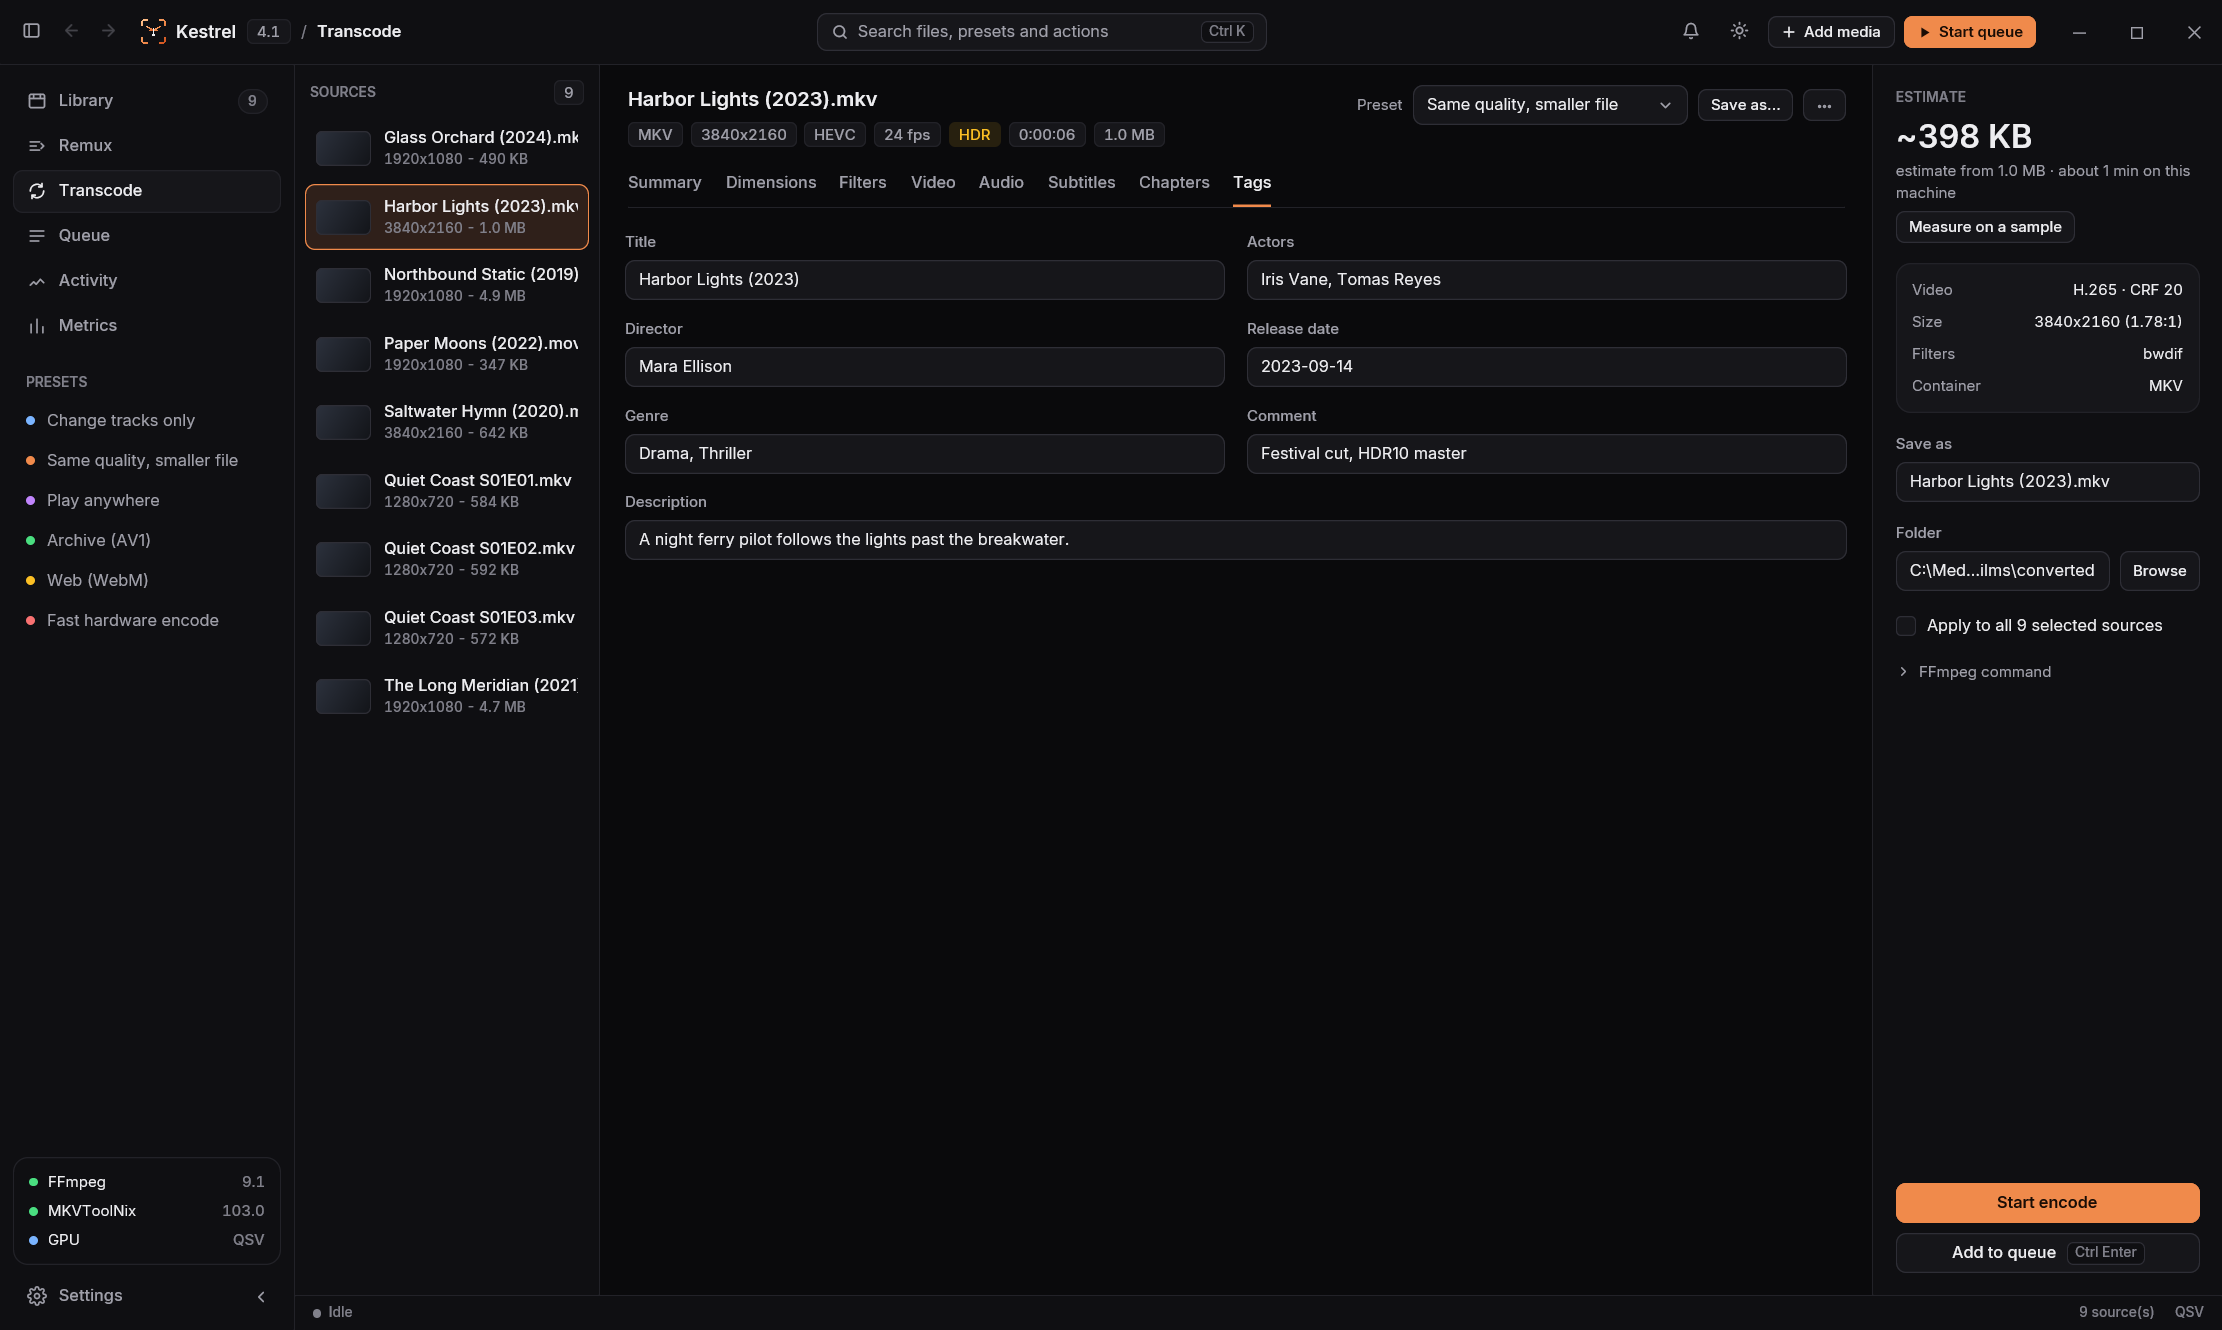 Kestrel 4.1 / Transcode
Search files, presets and actions Ctrl K
Add media
Start queue
Library 9
Remux
Transcode
Queue
Activity
Metrics
PRESETS
Change tracks only
Same quality, smaller file
Play anywhere
Archive (AV1)
Web (WebM)
Fast hardware encode
FFmpeg 9.1
MKVToolNix 103.0
GPU QSV
Settings
SOURCES 9
Glass Orchard (2024).mk
1920x1080 - 490 KB
Harbor Lights (2023).mkv
3840x2160 - 1.0 MB
Northbound Static (2019)
1920x1080 - 4.9 MB
Paper Moons (2022).mov
1920x1080 - 347 KB
Saltwater Hymn (2020).m
3840x2160 - 642 KB
Quiet Coast S01E01.mkv
1280x720 - 584 KB
Quiet Coast S01E02.mkv
1280x720 - 592 KB
Quiet Coast S01E03.mkv
1280x720 - 572 KB
The Long Meridian (2021)
1920x1080 - 4.7 MB
Harbor Lights (2023).mkv
MKV 3840x2160 HEVC 24 fps HDR 0:00:06 1.0 MB
Preset Same quality, smaller file Save as... ...
Summary Dimensions Filters Video Audio Subtitles Chapters Tags
Title
Harbor Lights (2023)
Actors
Iris Vane, Tomas Reyes
Director
Mara Ellison
Release date
2023-09-14
Genre
Drama, Thriller
Comment
Festival cut, HDR10 master
Description
A night ferry pilot follows the lights past the breakwater.
ESTIMATE
~398 KB
estimate from 1.0 MB · about 1 min on this
machine
Measure on a sample
Video H.265 · CRF 20
Size 3840x2160 (1.78:1)
Filters bwdif
Container MKV
Save as
Harbor Lights (2023).mkv
Folder
C:\Med...ilms\converted Browse
Apply to all 9 selected sources
FFmpeg command
Start encode
Add to queue Ctrl Enter
Idle
9 source(s) QSV